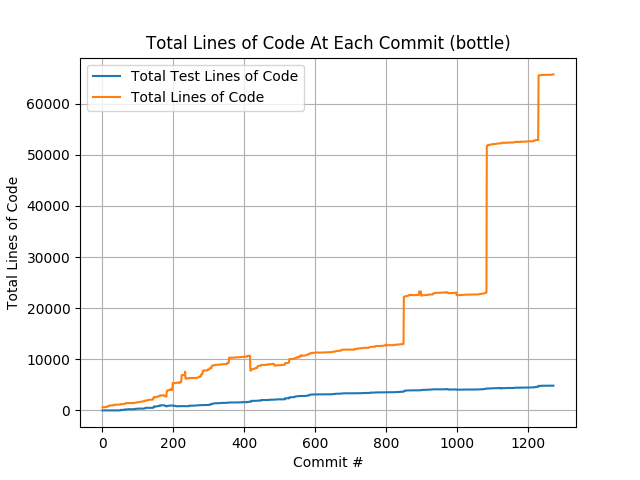 Total Lines of Code At Each Commit (bottle)
Total Test Lines of Code
Total Lines of Code
Total Lines of Code
60000
50000
40000
30000
20000
10000
0
0 200 400 600 800 1000 1200
Commit #